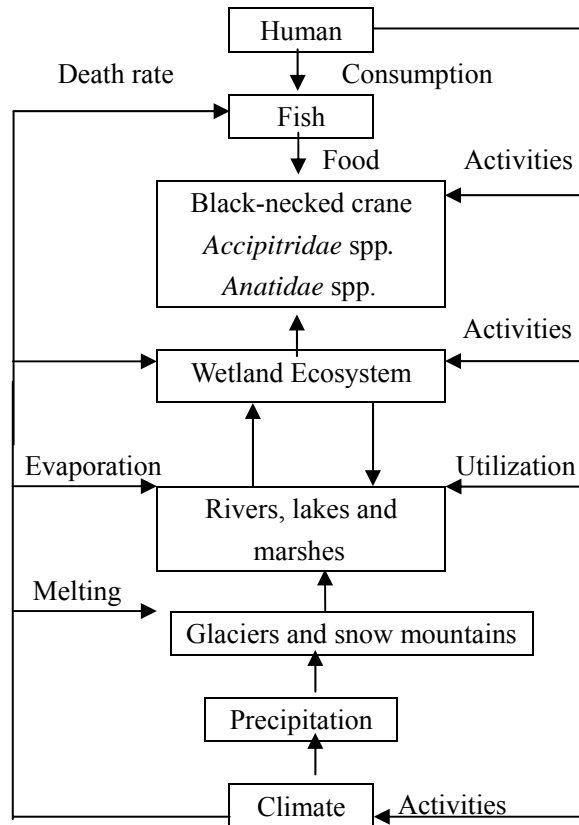 Human
Death rate Consumption
Fish
Food Activities
Black-necked crane
Accipitridae spp.
Anatidae spp.
Activities
Wetland Ecosystem
Evaporation Utilization
Rivers, lakes and
marshes
Melting
Glaciers and snow mountains
Precipitation
Climate Activities